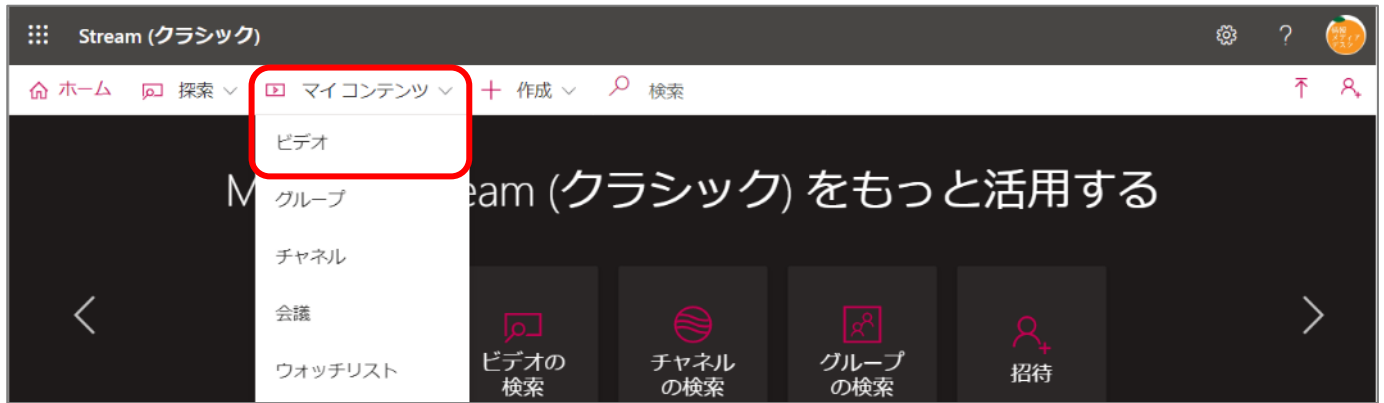 Stream (クラシック)
?
ホーム 探索 マイ コンテンツ 作成 検索
ビデオ
グループ
チャネル
会議
ウォッチリスト
M
eam (クラシック) をもっと活用する
ビデオの
検索
チャネル
の検索
グループ
の検索
招待